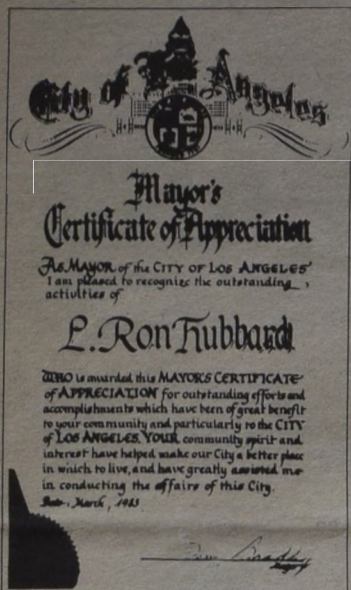 City of Los Angeles
Mayor's
Certificate of Appreciation
As MAYOR of the CITY OF LOS ANGELES
I am pleased to recognize the outstanding
activities of
L. Ron Hubbard
WHO is awarded this MAYOR'S CERTIFICATE
of APPRECIATION for outstanding efforts and
accomplishments which have been of great benefit
to your community and particularly to the CITY
of LOS ANGELES. YOUR community spirit and
interest have helped make our City a better place
in which to live, and have greatly assisted me
in conducting the affairs of this City.
Date: March, 1983